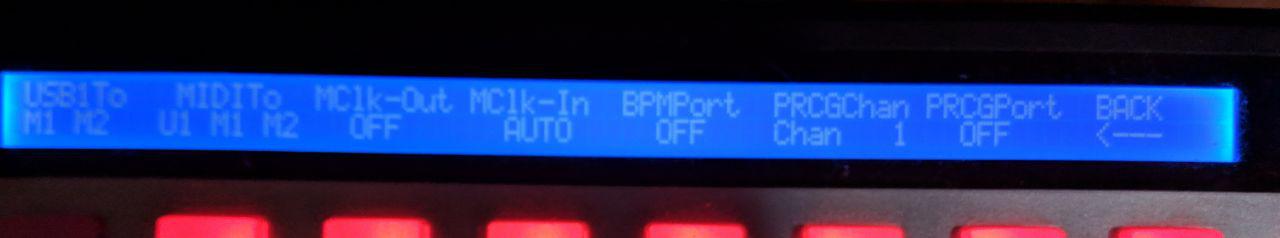 USB1To MIDITo MClk-Out MClk-In BPMPort PRCGChan PRCGPort BACK
M1 M2 U1 M1 M2 OFF AUTO OFF Chan 1 OFF <---